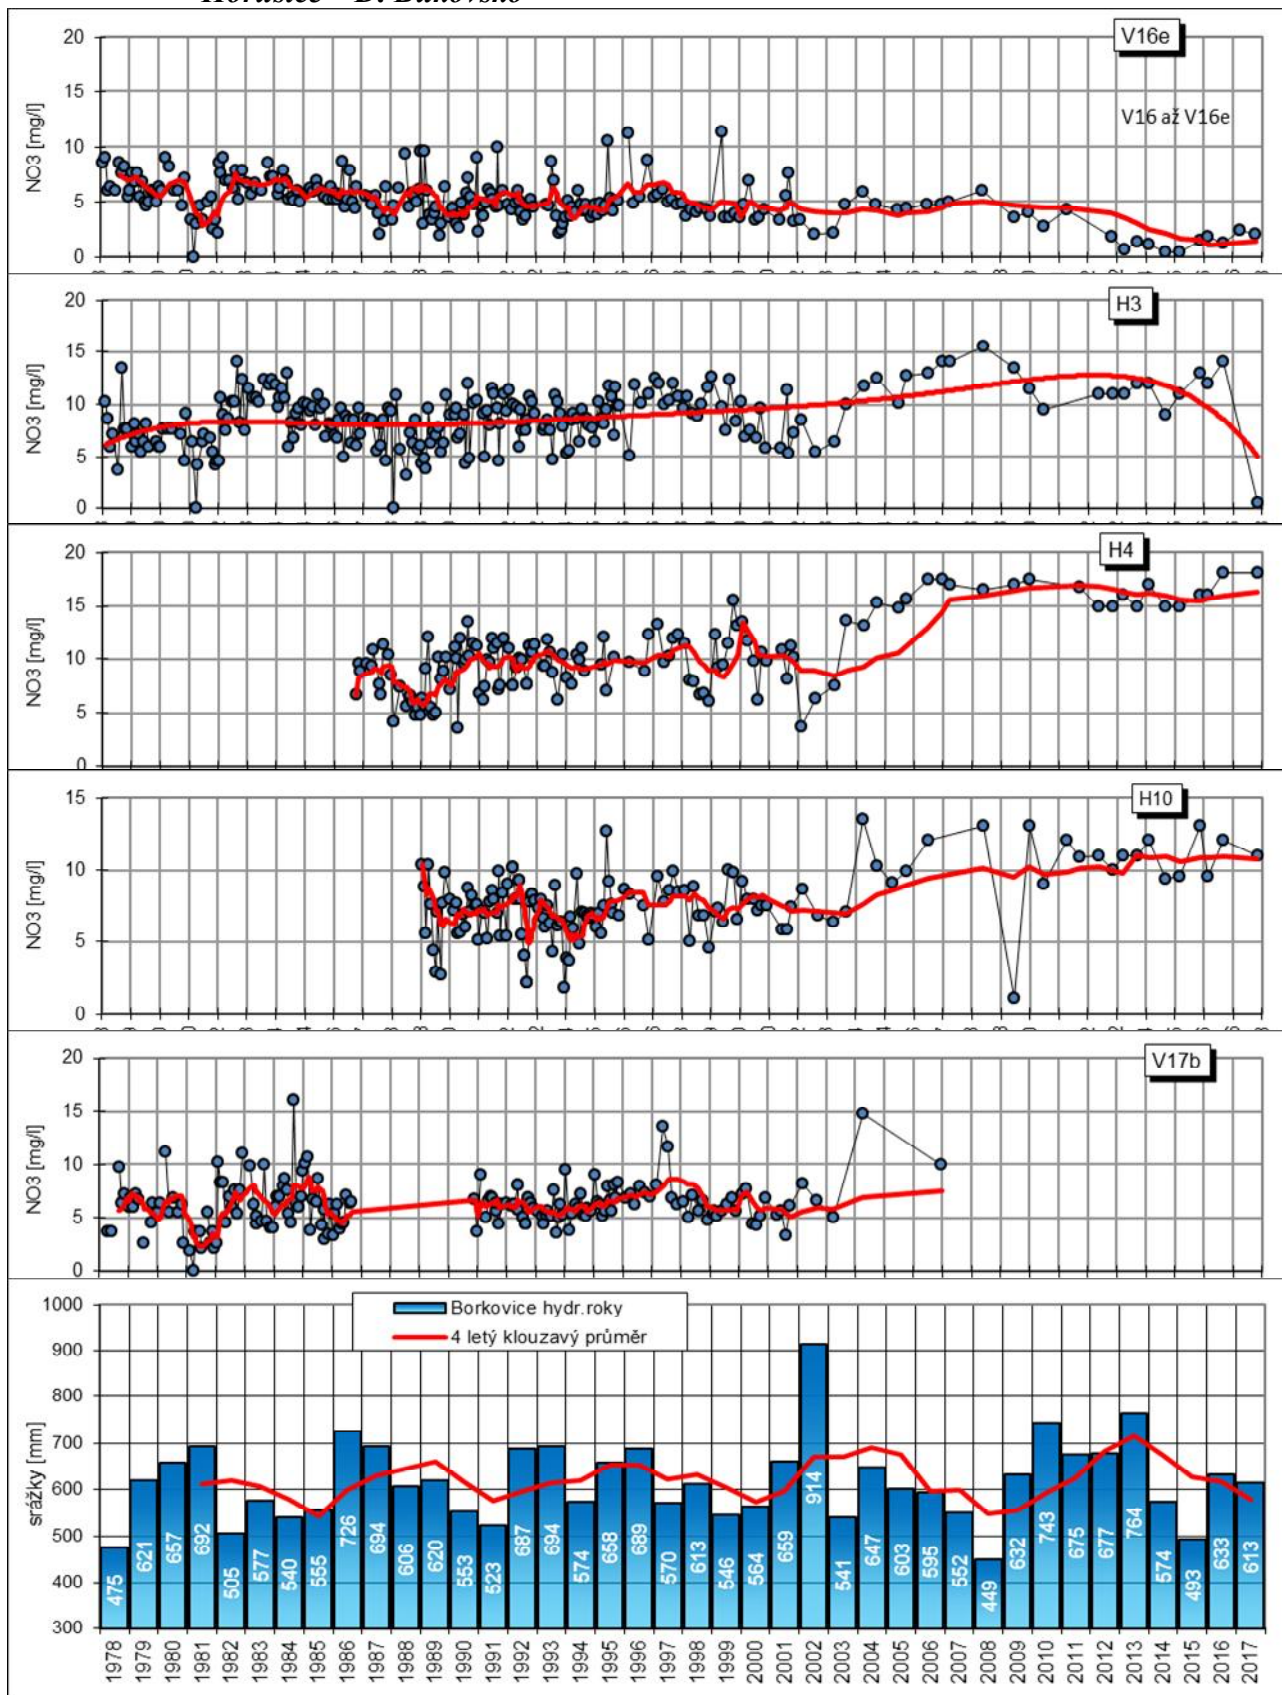 Horusice - D. Bukovsko
V16e
V16 až V16e
NO3 [mg/l]
20
15
10
5
0
H3
NO3 [mg/l]
20
15
10
5
0
H4
NO3 [mg/l]
20
15
10
5
0
H10
NO3 [mg/l]
15
10
5
0
V17b
NO3 [mg/l]
20
15
10
5
0
Borkovice hydr.roky
4 letý klouzavý průměr
srážky [mm]
1000
900
800
700
600
500
400
300
475 621 657 692 505 577 540 555 726 694 606 620 553 523 687 694 574 658 689 570 613 546 564 659 914 541 647 603 595 552 449 632 743 675 677 764 574 493 633 613
1978 1979 1980 1981 1982 1983 1984 1985 1986 1987 1988 1989 1990 1991 1992 1993 1994 1995 1996 1997 1998 1999 2000 2001 2002 2003 2004 2005 2006 2007 2008 2009 2010 2011 2012 2013 2014 2015 2016 2017